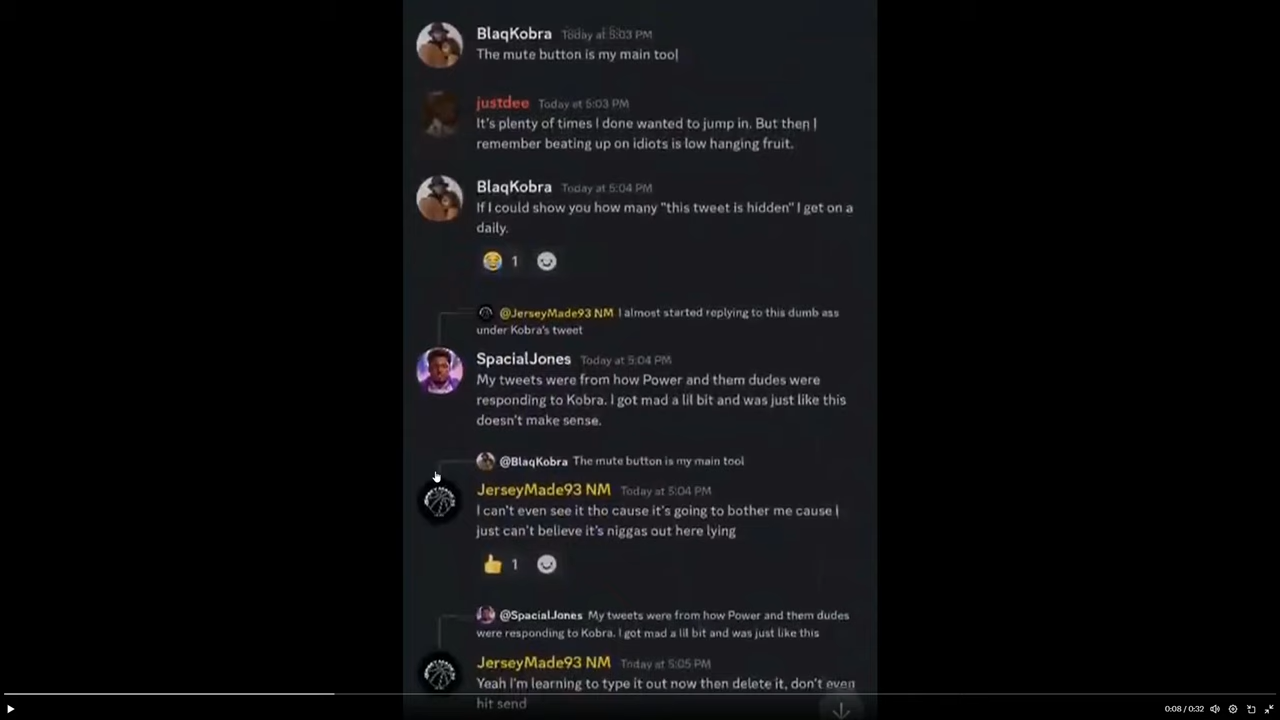 BlaqKobra Today at 5:03 PM
The mute button is my main tool
justdee Today at 5:03 PM
It's plenty of times I done wanted to jump in. But then I
remember beating up on idiots is low hanging fruit.
BlaqKobra Today at 5:04 PM
If I could show you how many "this tweet is hidden" I get on a
daily.
1
@JerseyMade93 NM I almost started replying to this dumb ass
under Kobra's tweet
SpacialJones Today at 5:04 PM
My tweets were from how Power and them dudes were
responding to Kobra. I got mad a lil bit and was just like this
doesn't make sense.
@BlaqKobra The mute button is my main tool
JerseyMade93 NM Today at 5:04 PM
I can't even see it tho cause it's going to bother me cause I
just can't believe it's niggas out here lying
1
@SpacialJones My tweets were from how Power and them dudes
were responding to Kobra. I got mad a lil bit and was just like this
JerseyMade93 NM Today at 5:05 PM
Yeah I'm learning to type it out now then delete it, don't even
hit send
0:08 / 0:32